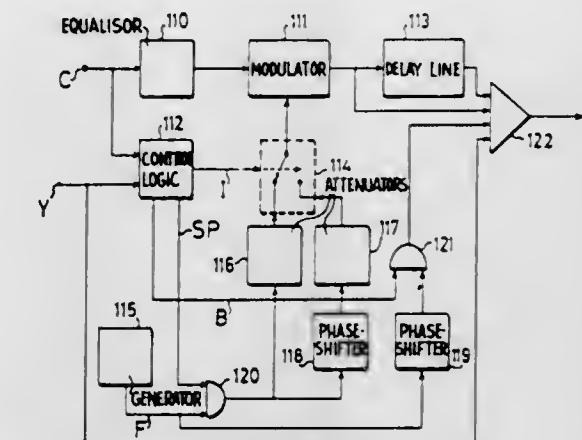 EQUALISOR
110
111
113
MODULATOR
DELAY LINE
C
112
122
CONTROL LOGIC
114
ATTENUATORS
Y
SP
116
117
121
B
115
PHASE-SHIFTER
118
PHASE-SHIFTER
119
120
GENERATOR
F